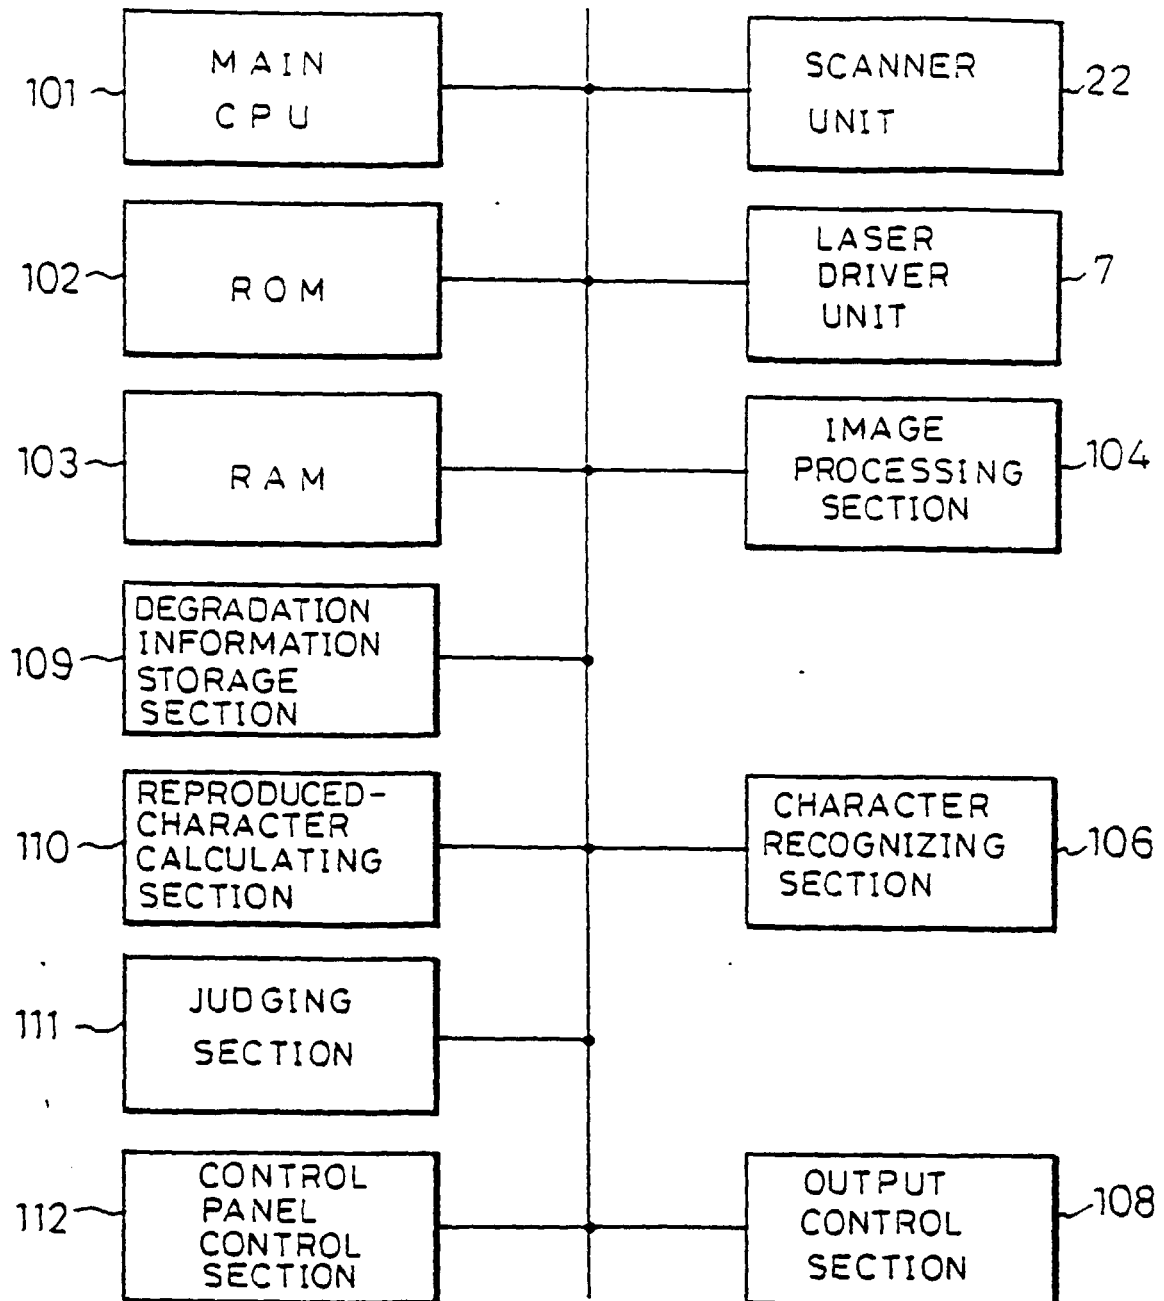 MAIN
CPU
101
SCANNER
UNIT
22
ROM
102
LASER
DRIVER
UNIT
7
RAM
103
IMAGE
PROCESSING
SECTION
104
DEGRADATION
INFORMATION
STORAGE
SECTION
109
REPRODUCED-
CHARACTER
CALCULATING
SECTION
110
CHARACTER
RECOGNIZING
SECTION
106
JUDGING
SECTION
111
CONTROL
PANEL
CONTROL
SECTION
112
OUTPUT
CONTROL
SECTION
108